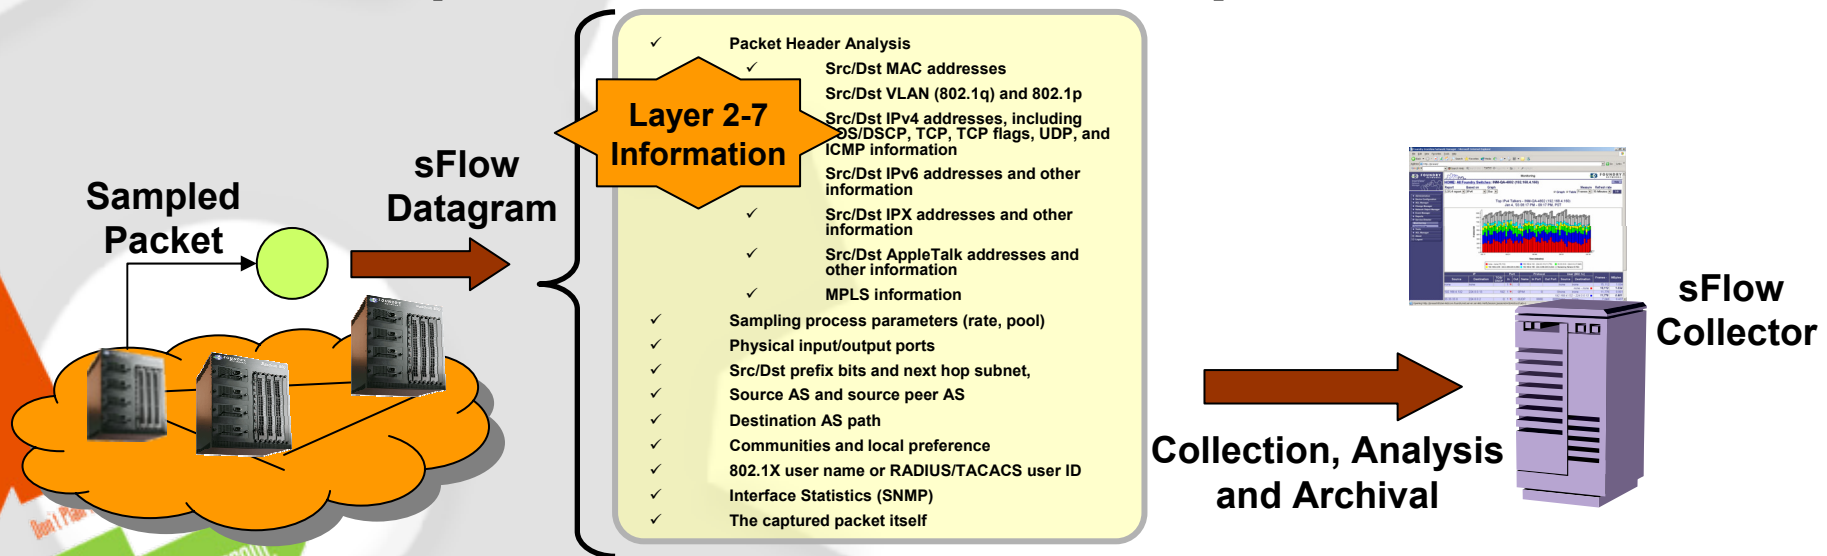 ✓ Packet Header Analysis
✓ Src/Dst MAC addresses
Src/Dst VLAN (802.1q) and 802.1p
Src/Dst IPv4 addresses, including
TCP, TCP flags, UDP, and
ICMP information
Src/Dst IPv6 addresses and other
information
✓ Src/Dst IPX addresses and other
information
✓ Src/Dst AppleTalk addresses and
other information
✓ MPLS information
✓ Sampling process parameters (rate, pool)
✓ Physical input/output ports
✓ Src/Dst prefix bits and next hop subnet,
✓ Source AS and source peer AS
✓ Destination AS path
✓ Communities and local preference
✓ 802.1X user name or RADIUS/TACACS user ID
✓ Interface Statistics (SNMP)
✓ The captured packet itself
Layer 2-7
Information
Sampled
Packet
sFlow
Datagram
sFlow
Collector
Collection, Analysis
and Archival